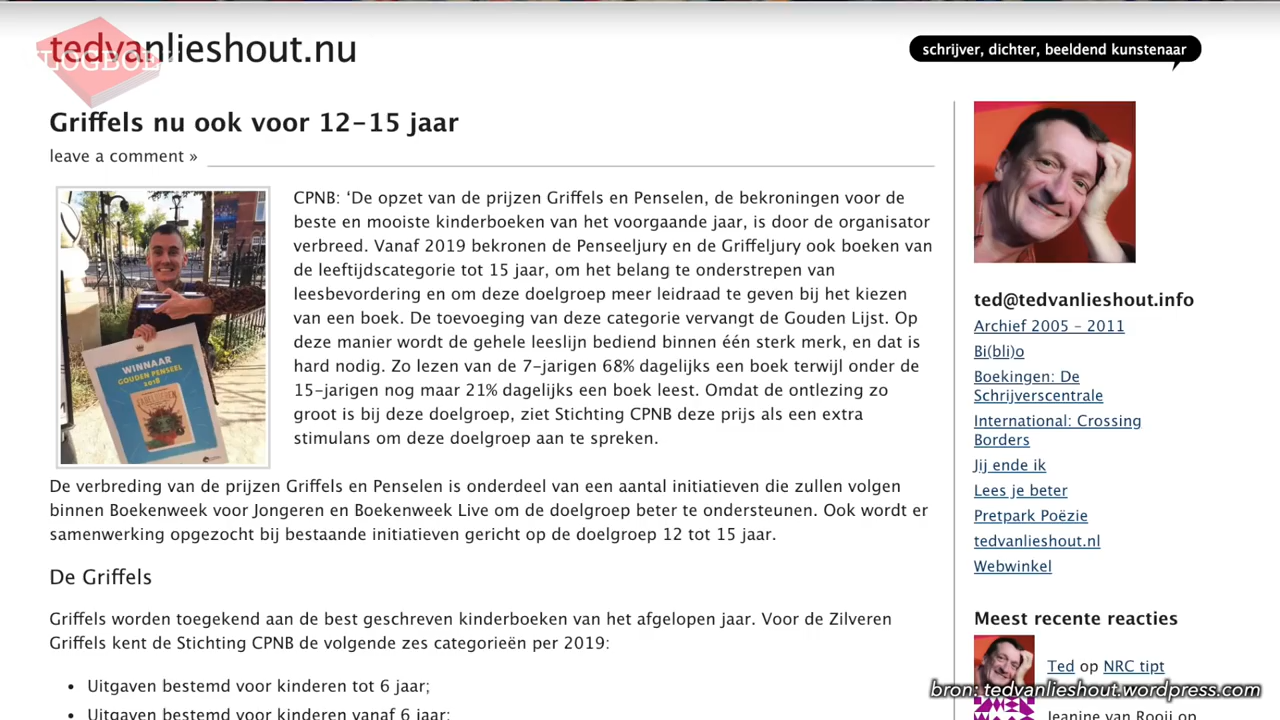 tedvanlieshout.nu
schrijver, dichter, beeldend kunstenaar
Griffels nu ook voor 12–15 jaar
leave a comment »
CPNB: ‘De opzet van de prijzen Griffels en Penselen, de bekroningen voor de
beste en mooiste kinderboeken van het voorgaande jaar, is door de organisator
verbreed. Vanaf 2019 bekronen de Penseeljury en de Griffeljury ook boeken van
de leeftijdscategorie tot 15 jaar, om het belang te onderstrepen van
leesbevordering en om deze doelgroep meer leidraad te geven bij het kiezen
van een boek. De toevoeging van deze categorie vervangt de Gouden Lijst. Op
deze manier wordt de gehele leeslijn bediend binnen één sterk merk, en dat is
hard nodig. Zo lezen van de 7-jarigen 68% dagelijks een boek terwijl onder de
15-jarigen nog maar 21% dagelijks een boek leest. Omdat de ontlezing zo
groot is bij deze doelgroep, ziet Stichting CPNB deze prijs als een extra
stimulans om deze doelgroep aan te spreken.
WINNAAR
GOUDEN PENSEEL
2018
De verbreding van de prijzen Griffels en Penselen is onderdeel van een aantal initiatieven die zullen volgen
binnen Boekenweek voor Jongeren en Boekenweek Live om de doelgroep beter te ondersteunen. Ook wordt er
samenwerking opgezocht bij bestaande initiatieven gericht op de doelgroep 12 tot 15 jaar.
De Griffels
Griffels worden toegekend aan de best geschreven kinderboeken van het afgelopen jaar. Voor de Zilveren
Griffels kent de Stichting CPNB de volgende zes categorieën per 2019:
• Uitgaven bestemd voor kinderen tot 6 jaar;
• Uitgaven bestemd voor kinderen vanaf 6 jaar;
ted@tedvanlieshout.info
Archief 2005 – 2011
Bi(bli)o
Boekingen: De
Schrijverscentrale
International: Crossing
Borders
Jij ende ik
Lees je beter
Pretpark Poëzie
tedvanlieshout.nl
Webwinkel
Meest recente reacties
Ted op NRC tipt
Jeanine van Rooij op
bron: tedvanlieshout.wordpress.com